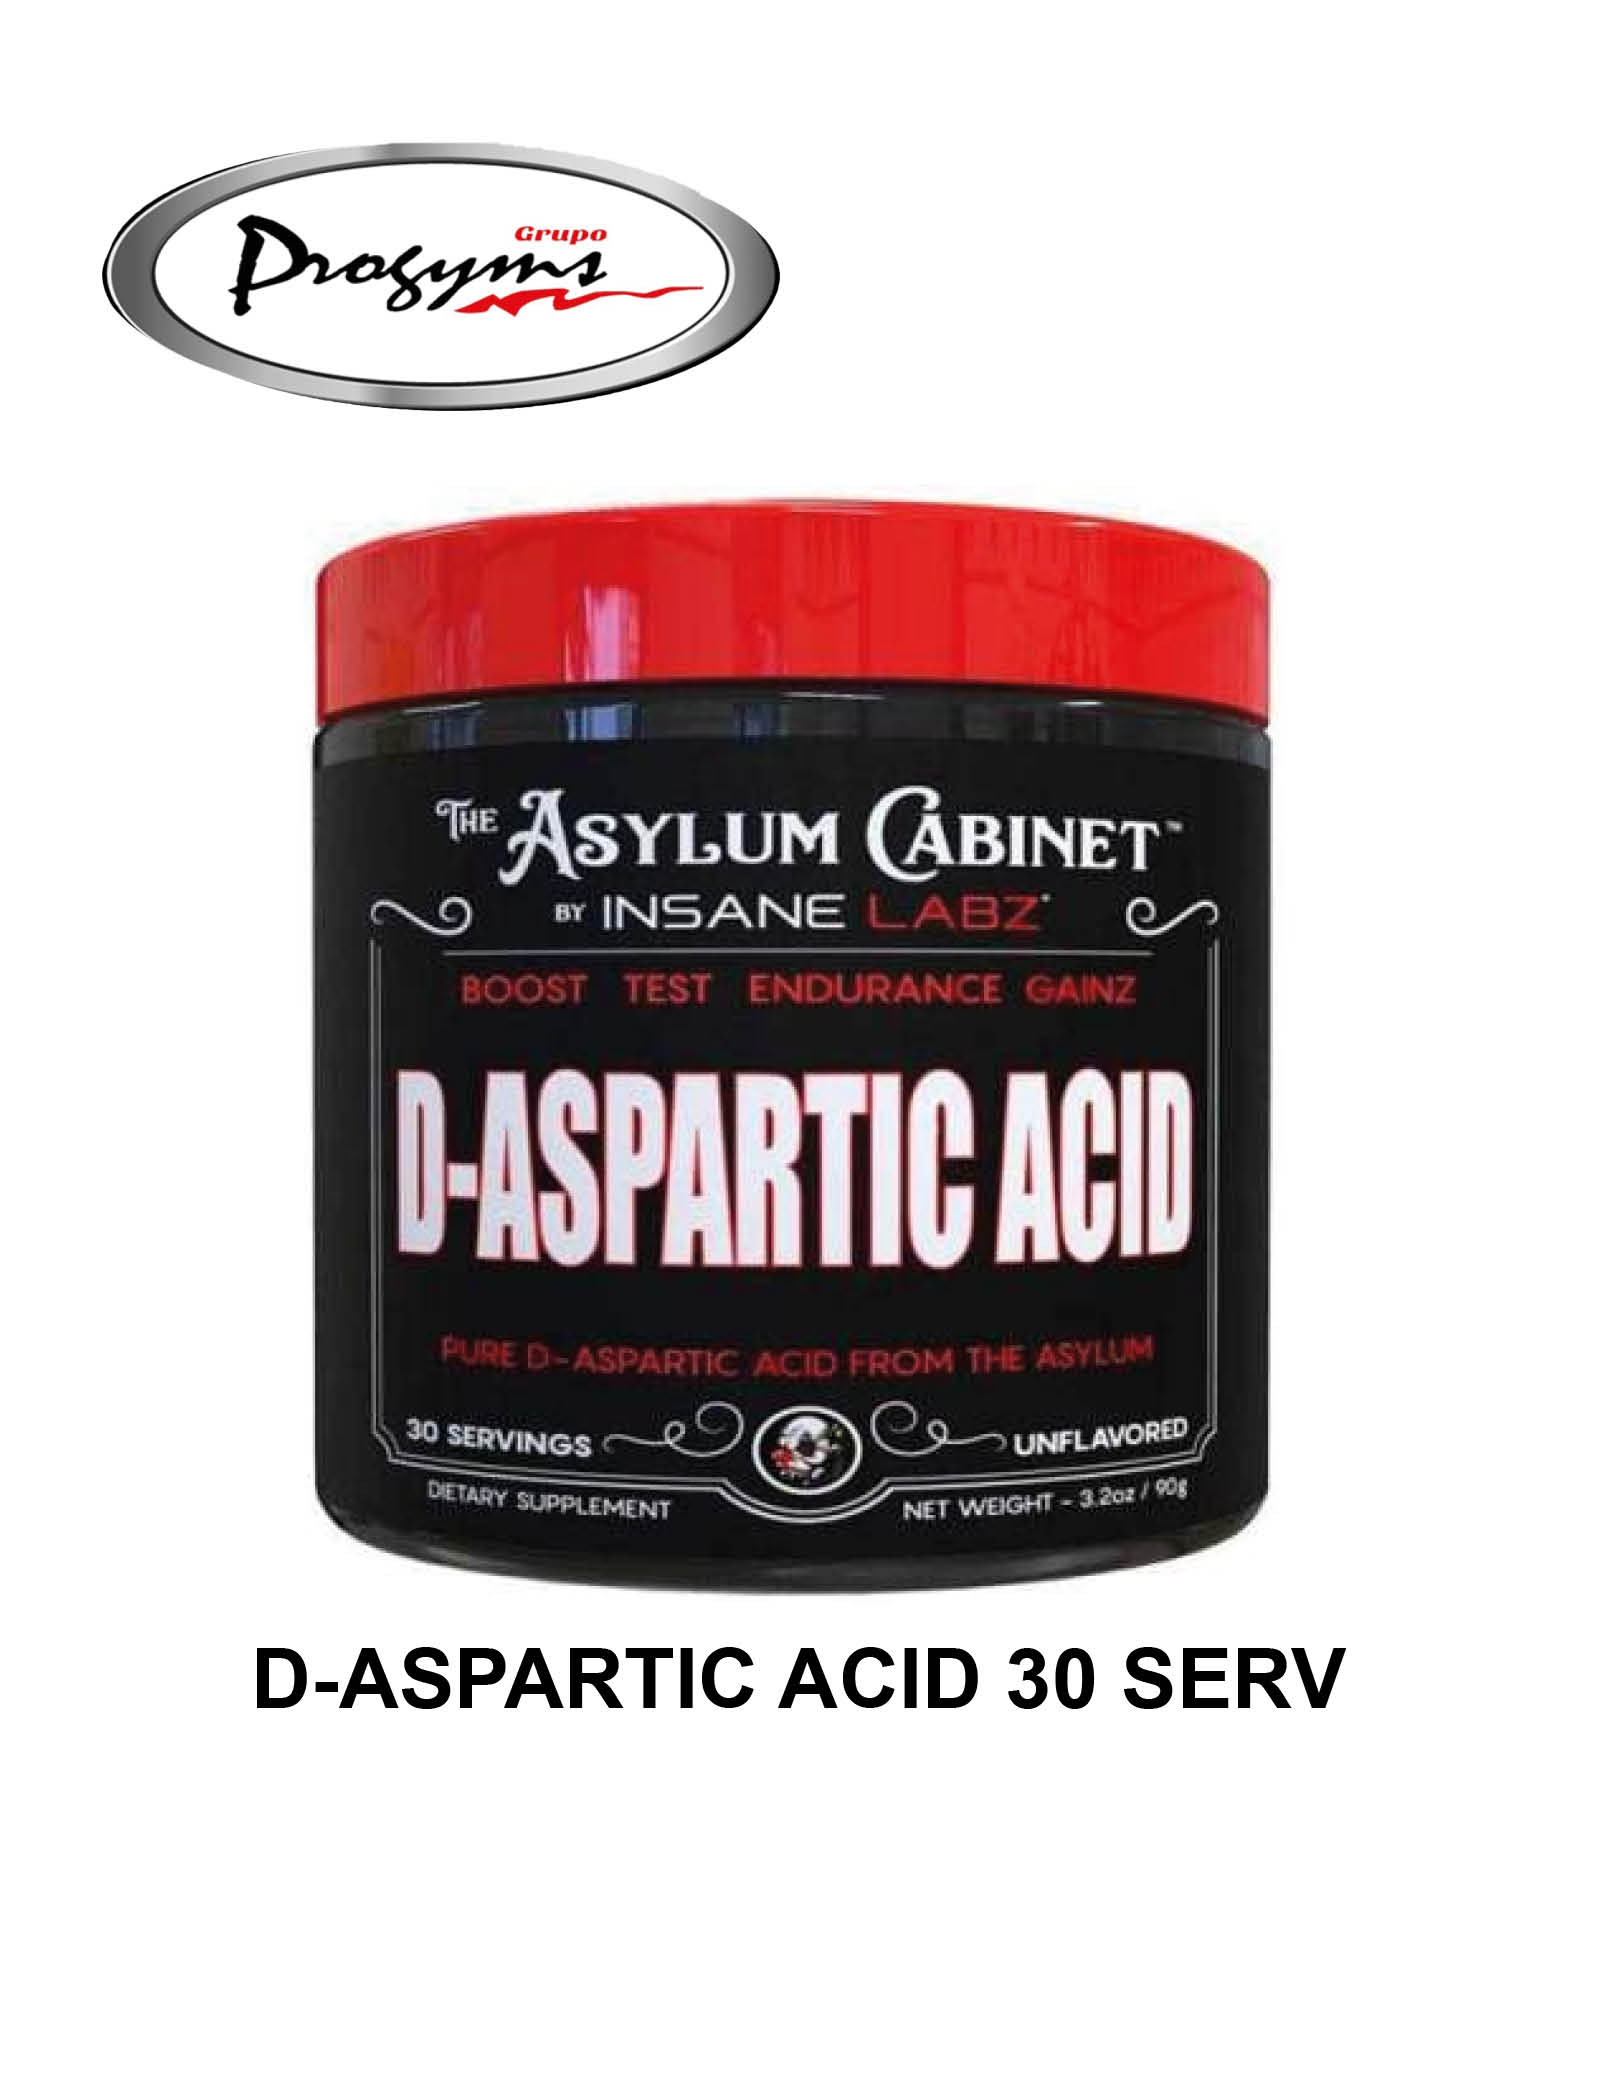 Grupo
Progyms
THE ASYLUM CABINET™
BY INSANE LABZ®
BOOST TEST ENDURANCE GAINZ
D-ASPARTIC ACID
PURE D-ASPARTIC ACID FROM THE ASYLUM
30 SERVINGS UNFLAVORED
DIETARY SUPPLEMENT NET WEIGHT - 3.2oz / 90g
D-ASPARTIC ACID 30 SERV